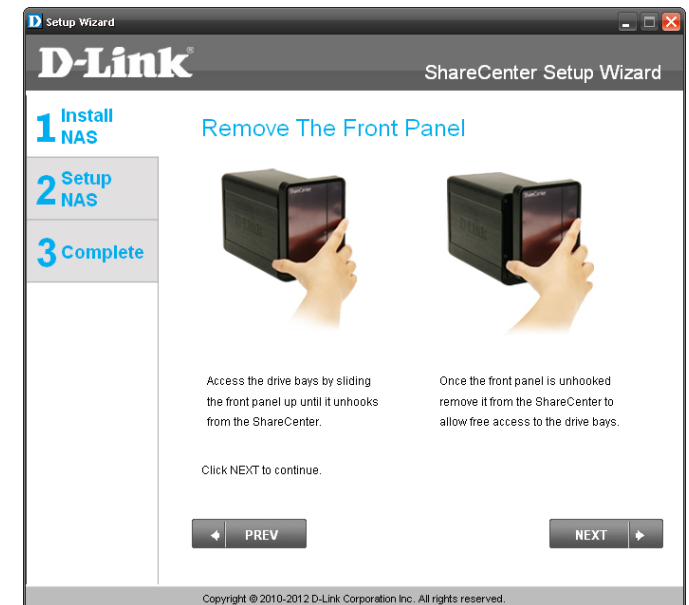 Setup Wizard
D-Link®
ShareCenter Setup Wizard
1 Install
NAS
2 Setup
NAS
3 Complete
Remove The Front Panel
ShareCenter
D-Link
ShareCenter
D-Link
Access the drive bays by sliding
the front panel up until it unhooks
from the ShareCenter.
Once the front panel is unhooked
remove it from the ShareCenter to
allow free access to the drive bays.
Click NEXT to continue.
PREV
NEXT
Copyright © 2010-2012 D-Link Corporation Inc. All rights reserved.